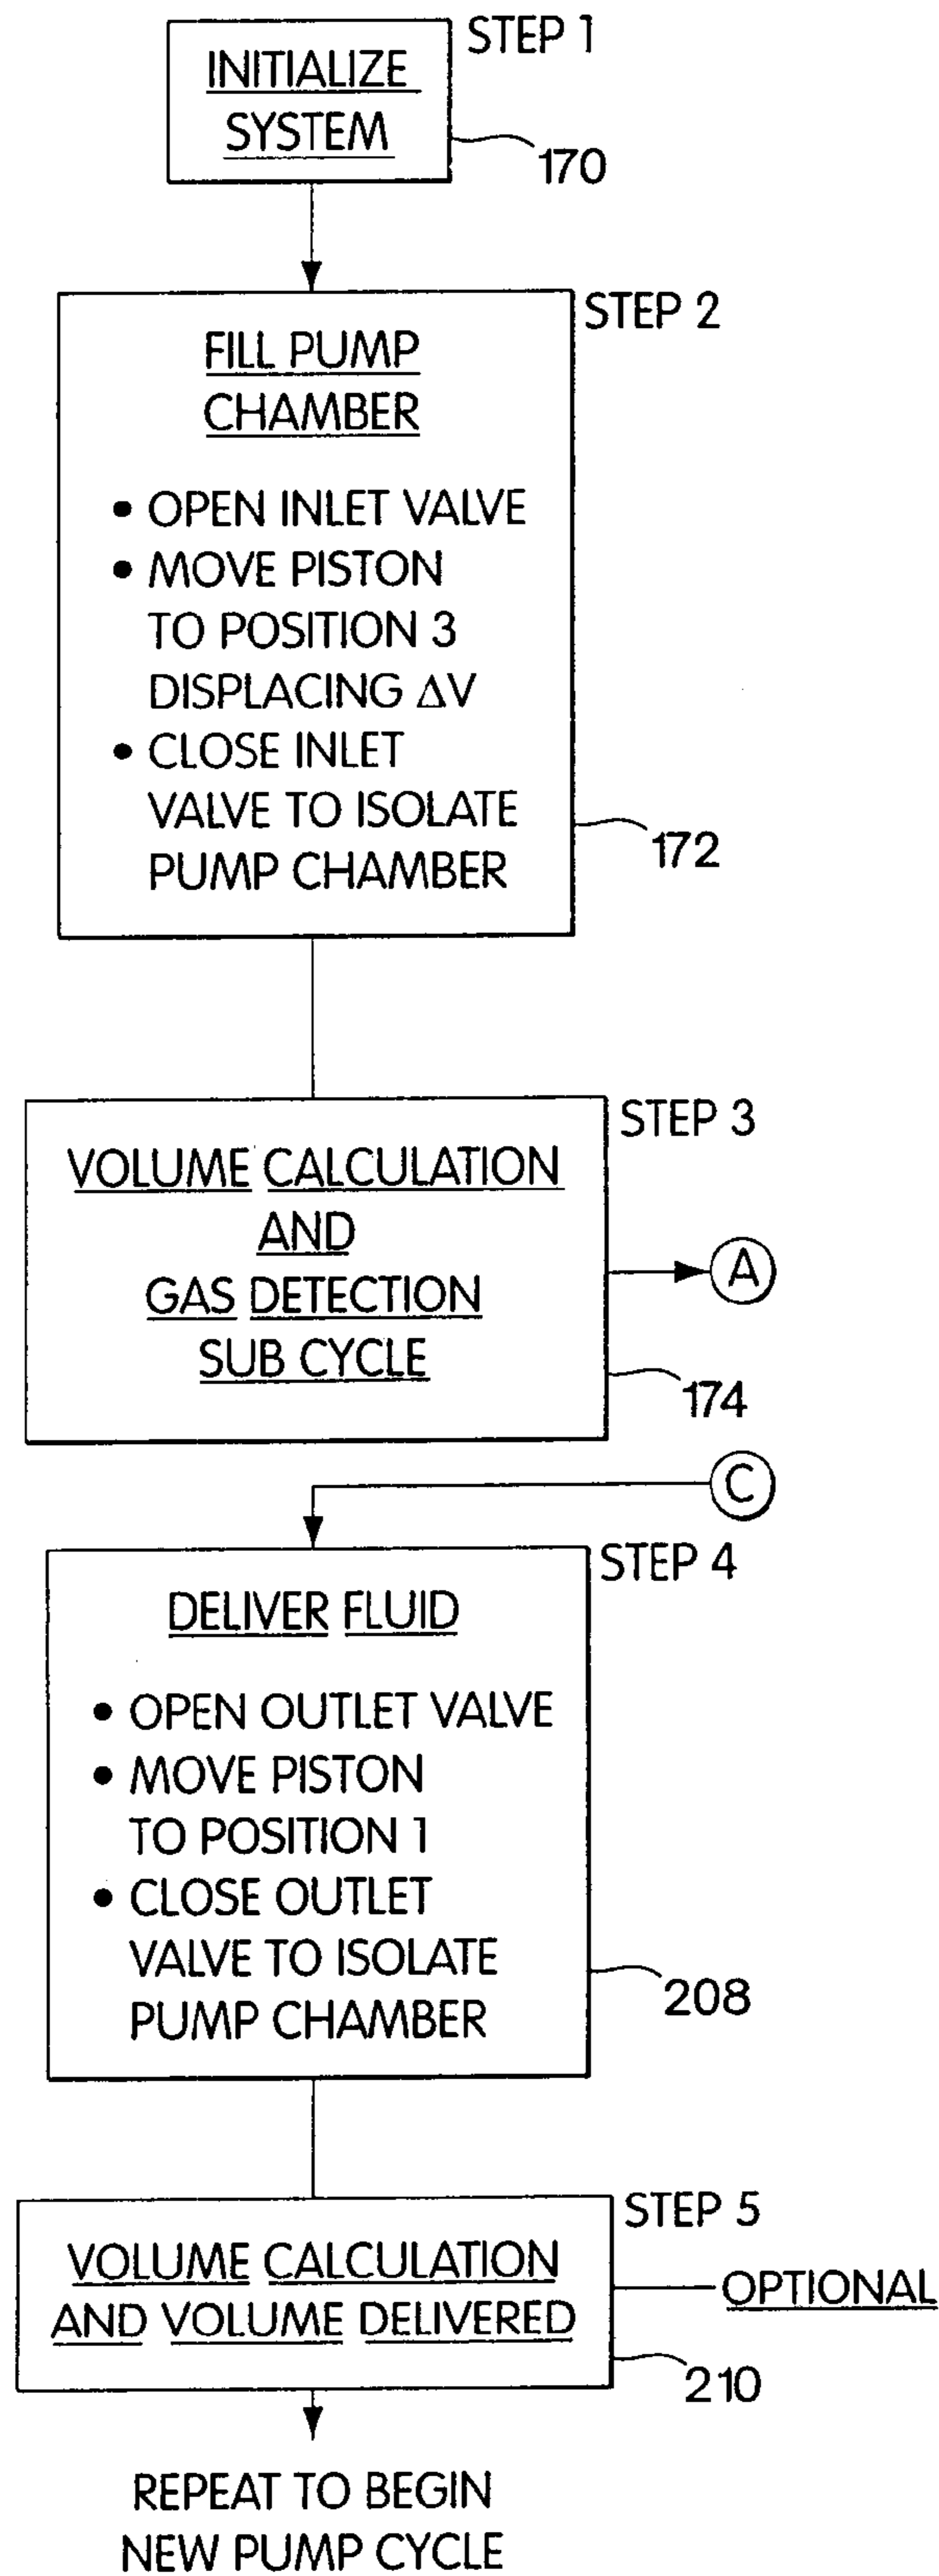 STEP 1
INITIALIZE
SYSTEM
170
STEP 2
FILL PUMP
CHAMBER
• OPEN INLET VALVE
• MOVE PISTON
TO POSITION 3
DISPLACING ΔV
• CLOSE INLET
VALVE TO ISOLATE
PUMP CHAMBER
172
STEP 3
VOLUME CALCULATION
AND
GAS DETECTION
SUB CYCLE
A
174
C
STEP 4
DELIVER FLUID
• OPEN OUTLET VALVE
• MOVE PISTON
TO POSITION 1
• CLOSE OUTLET
VALVE TO ISOLATE
PUMP CHAMBER
208
STEP 5
VOLUME CALCULATION
AND VOLUME DELIVERED
OPTIONAL
210
REPEAT TO BEGIN
NEW PUMP CYCLE